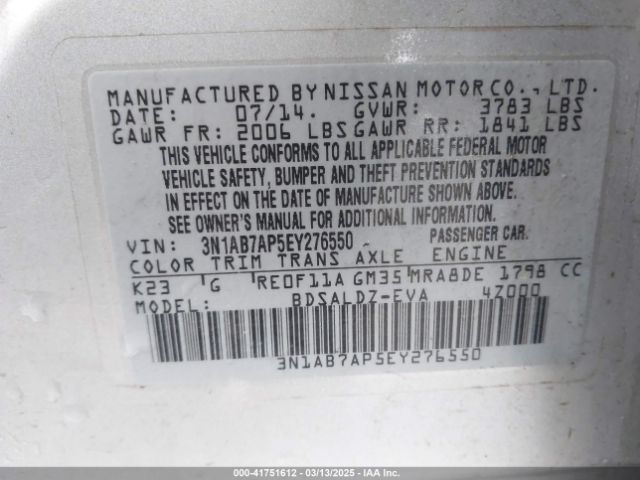 MANUFACTURED BY NISSAN MOTOR CO., LTD.
DATE: 07/14. GVWR: 3783 LBS
GAWR FR: 2006 LBS GAWR RR: 1841 LBS
THIS VEHICLE CONFORMS TO ALL APPLICABLE FEDERAL MOTOR
VEHICLE SAFETY, BUMPER AND THEFT PREVENTION STANDARDS
IN EFFECT ON THE DATE OF MANUFACTURE SHOWN ABOVE.
SEE OWNER'S MANUAL FOR ADDITIONAL INFORMATION.
VIN: 3N1AB7AP5EY276550 PASSENGER CAR.
COLOR TRIM TRANS AXLE ENGINE
K23 G RE0F11A GM35 MRA8DE 1798 CC
MODEL: BDSALDZ-EVA 4Z000
3N1AB7AP5EY276550
000-41751612 - 03/13/2025 - IAA Inc.